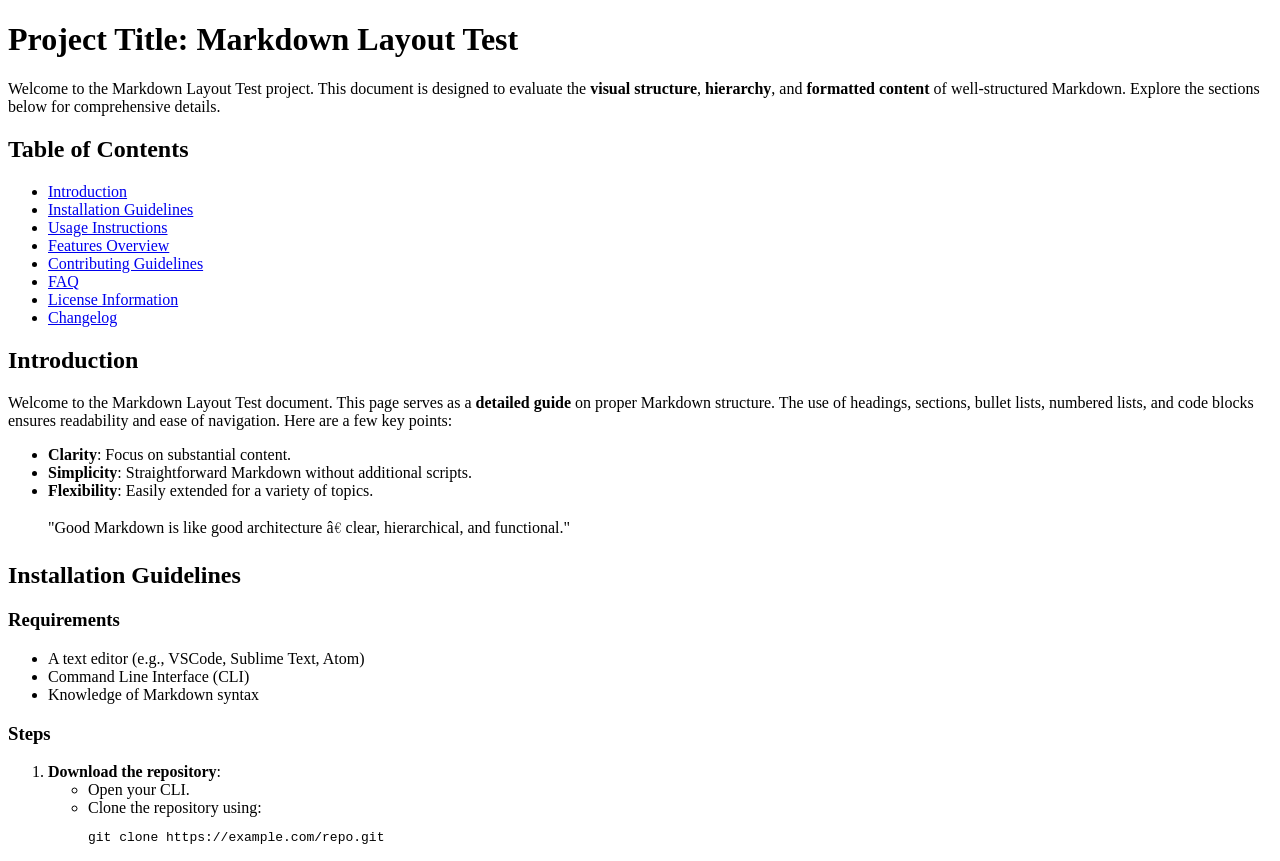 Project Title: Markdown Layout Test
Welcome to the Markdown Layout Test project. This document is designed to evaluate the visual structure, hierarchy, and formatted content of well-structured Markdown. Explore the sections
below for comprehensive details.
Table of Contents
Introduction
Installation Guidelines
Usage Instructions
Features Overview
Contributing Guidelines
FAQ
License Information
Changelog
Introduction
Welcome to the Markdown Layout Test document. This page serves as a detailed guide on proper Markdown structure. The use of headings, sections, bullet lists, numbered lists, and code blocks
ensures readability and ease of navigation. Here are a few key points:
Clarity: Focus on substantial content.
Simplicity: Straightforward Markdown without additional scripts.
Flexibility: Easily extended for a variety of topics.
"Good Markdown is like good architecture â€ clear, hierarchical, and functional."
Installation Guidelines
Requirements
A text editor (e.g., VSCode, Sublime Text, Atom)
Command Line Interface (CLI)
Knowledge of Markdown syntax
Steps
1. Download the repository:
Open your CLI.
Clone the repository using:
git clone https://example.com/repo.git